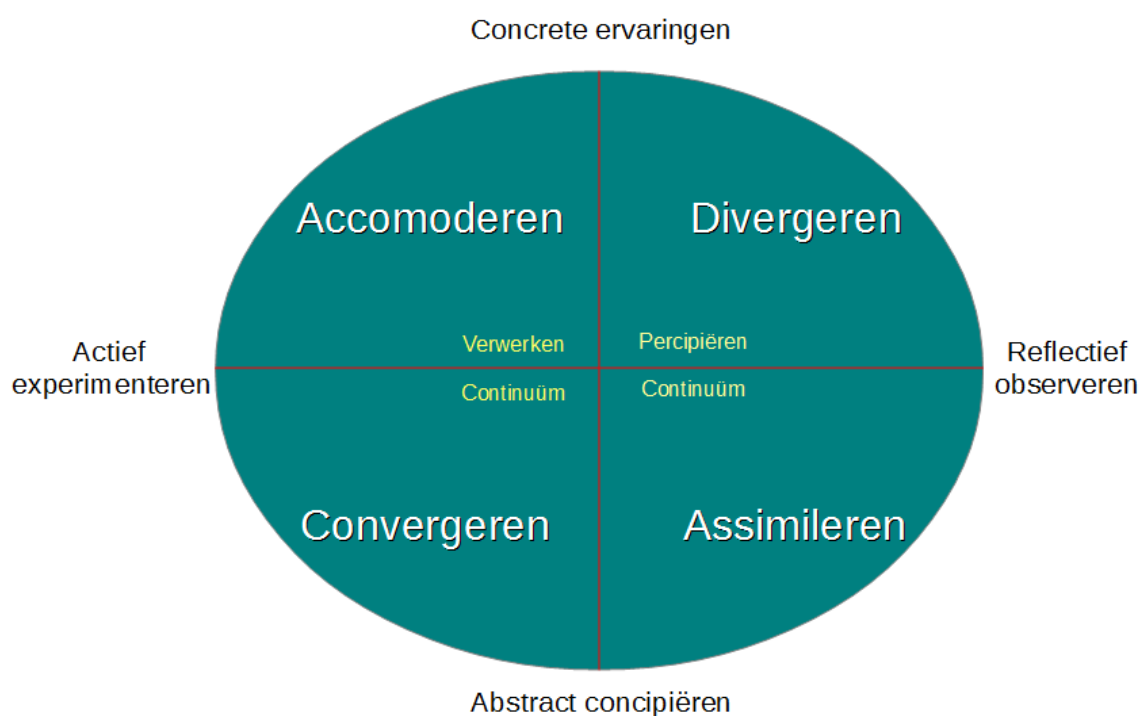 Concrete ervaringen
Accomoderen
Divergeren
Verwerken
Percipiëren
Actief
experimenteren
Reflectief
observeren
Continuüm
Continuüm
Convergeren
Assimileren
Abstract concipiëren